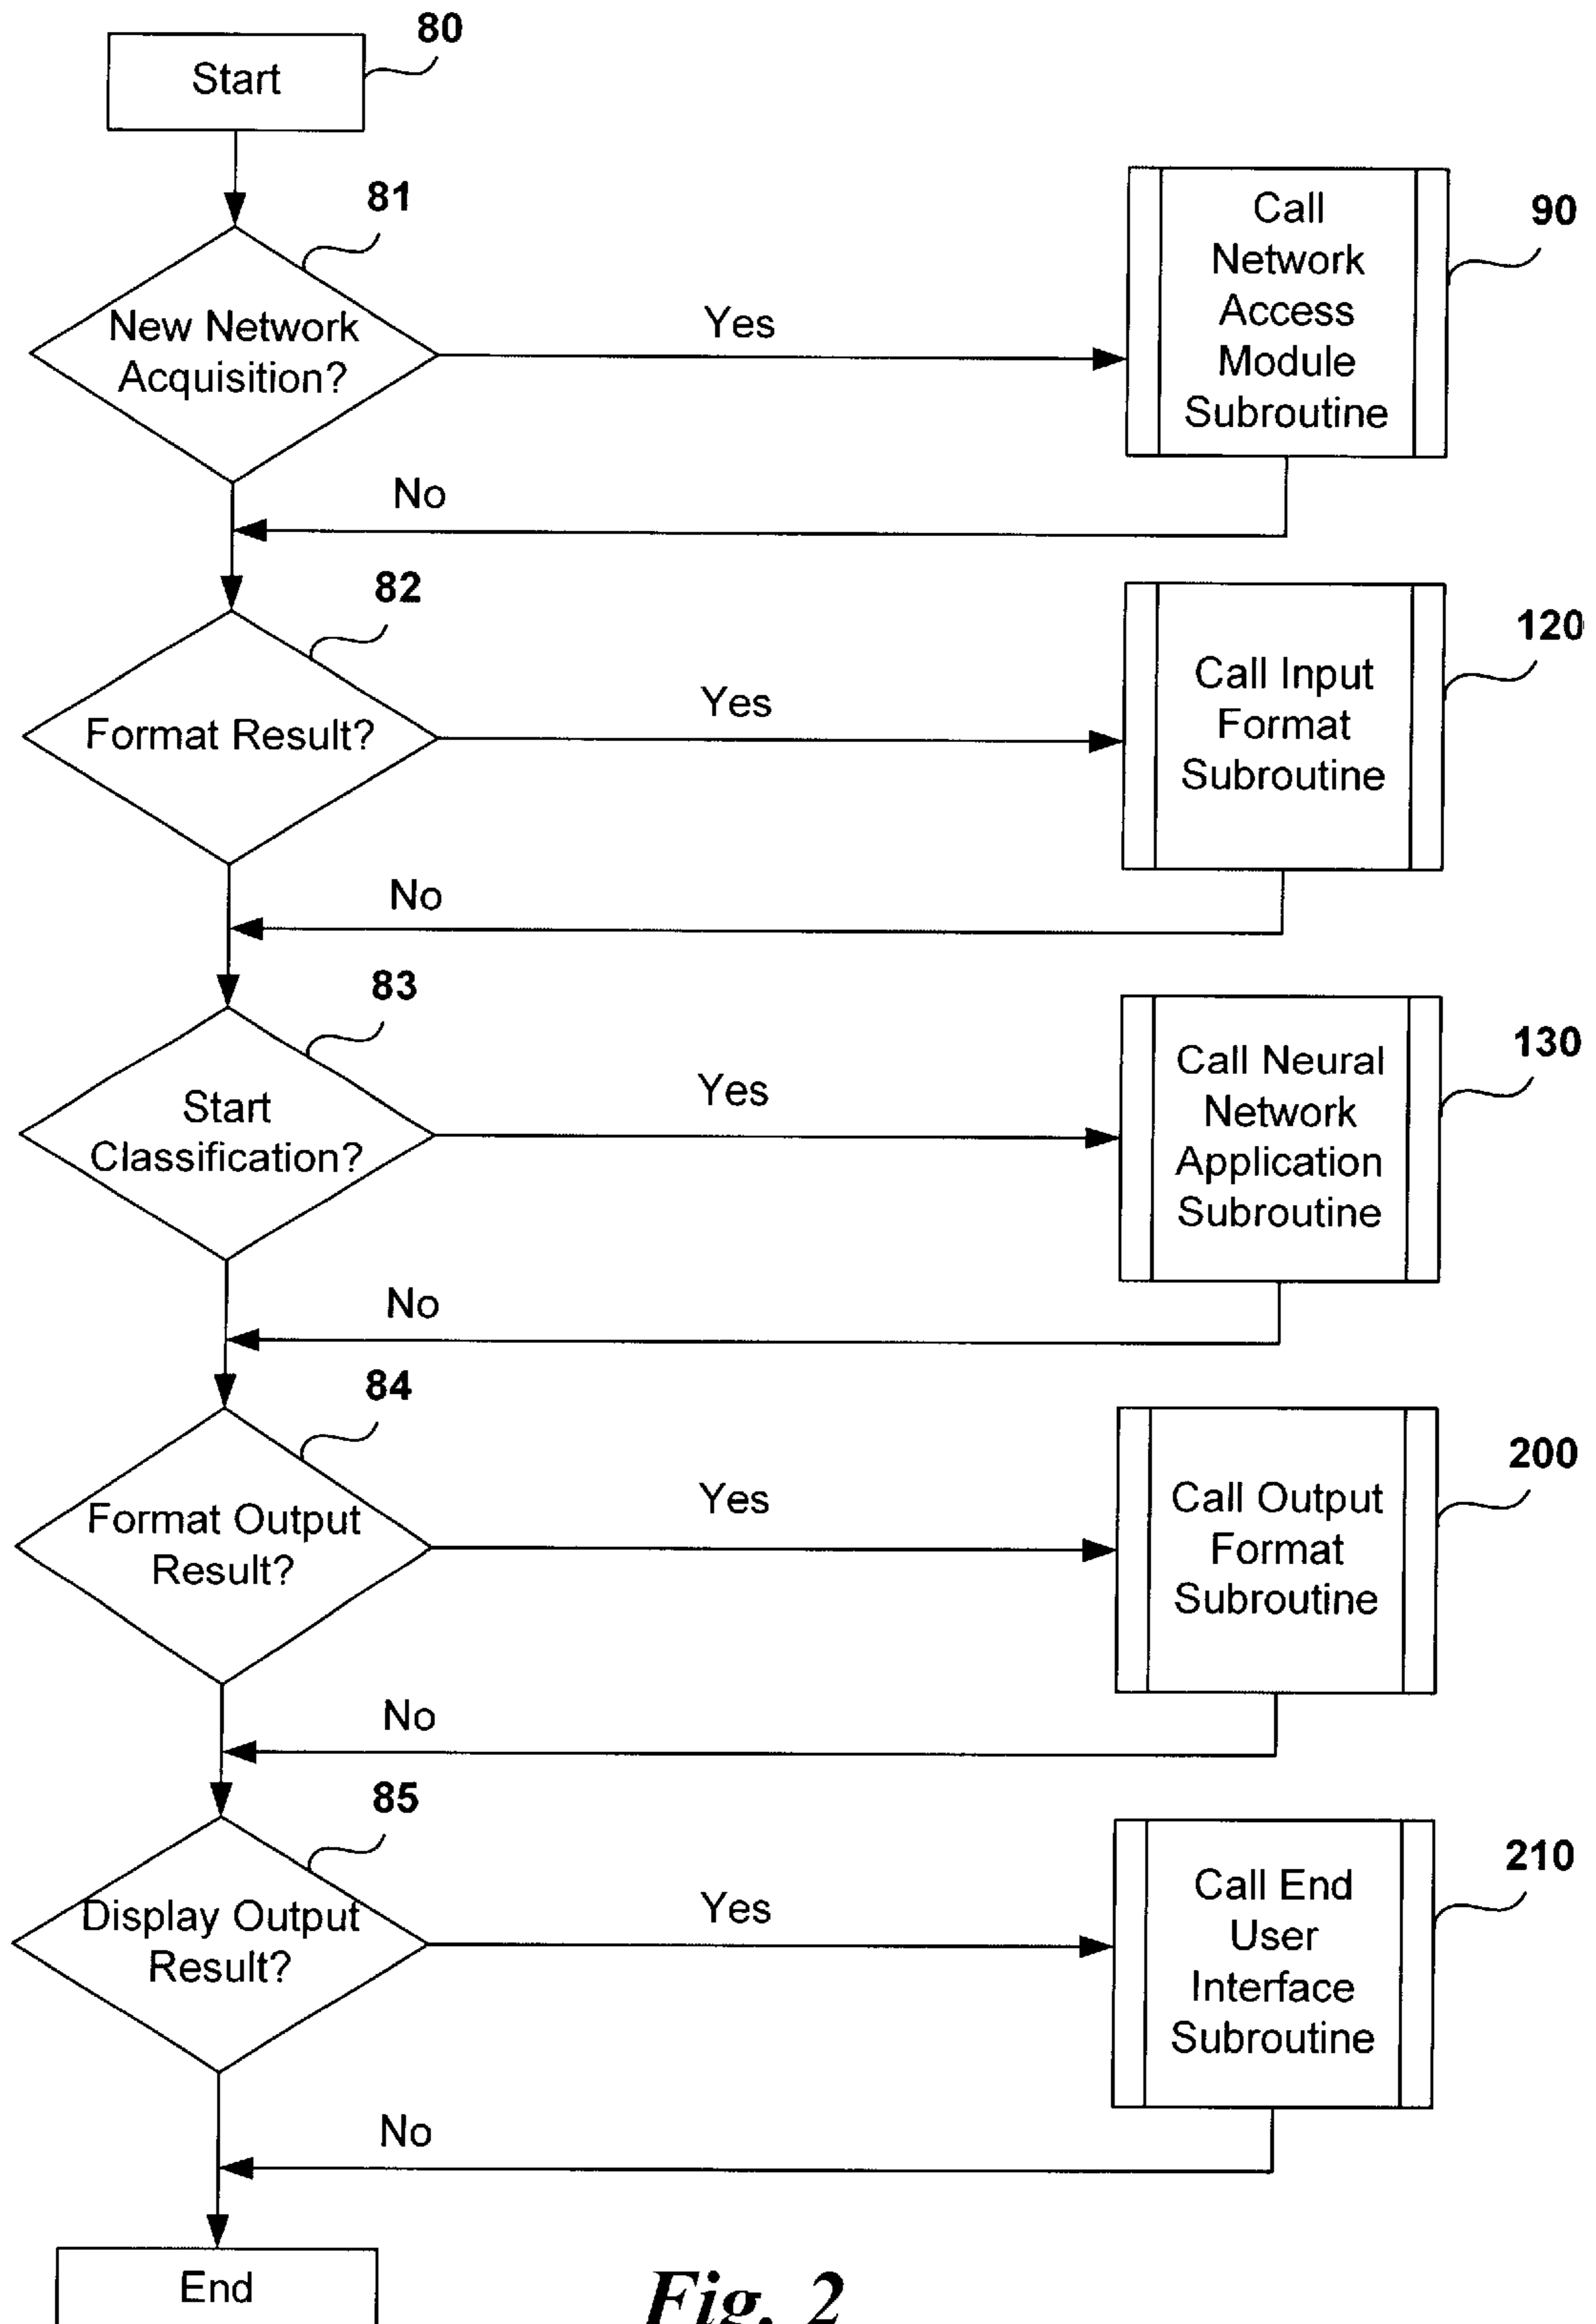 80
Start
81
New Network
Acquisition?
Yes
Call
Network
Access
Module
Subroutine
90
No
82
Format Result?
Yes
Call Input
Format
Subroutine
120
No
83
Start
Classification?
Yes
Call Neural
Network
Application
Subroutine
130
No
84
Format Output
Result?
Yes
Call Output
Format
Subroutine
200
No
85
Display Output
Result?
Yes
Call End
User
Interface
Subroutine
210
No
End
Fig. 2